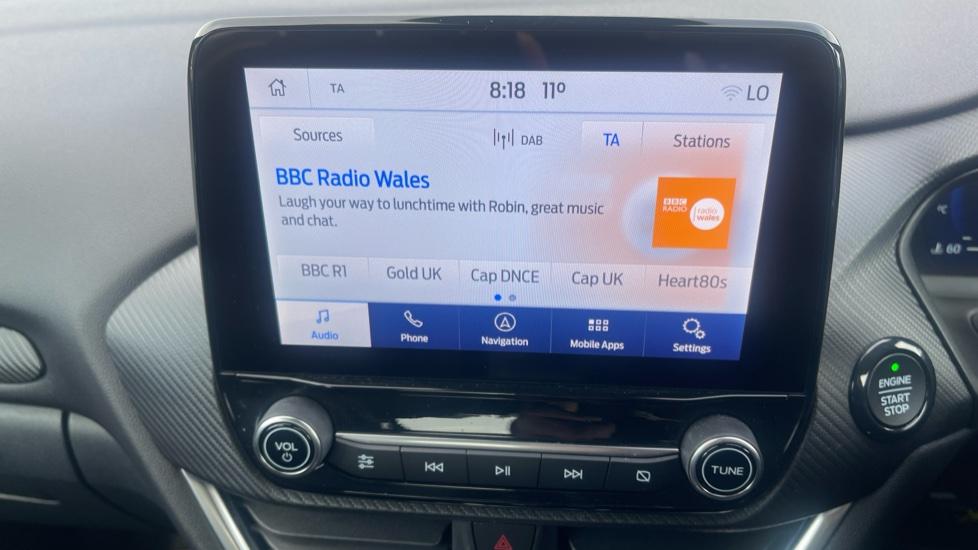 TA 8:18 11° LO
Sources DAB TA Stations
BBC Radio Wales
Laugh your way to lunchtime with Robin, great music
and chat.
BBC
RADIO
radio
wales
BBC R1 Gold UK Cap DNCE Cap UK Heart80s
Audio Phone Navigation Mobile Apps Settings
°C
60
ENGINE
START
STOP
VOL
TUNE